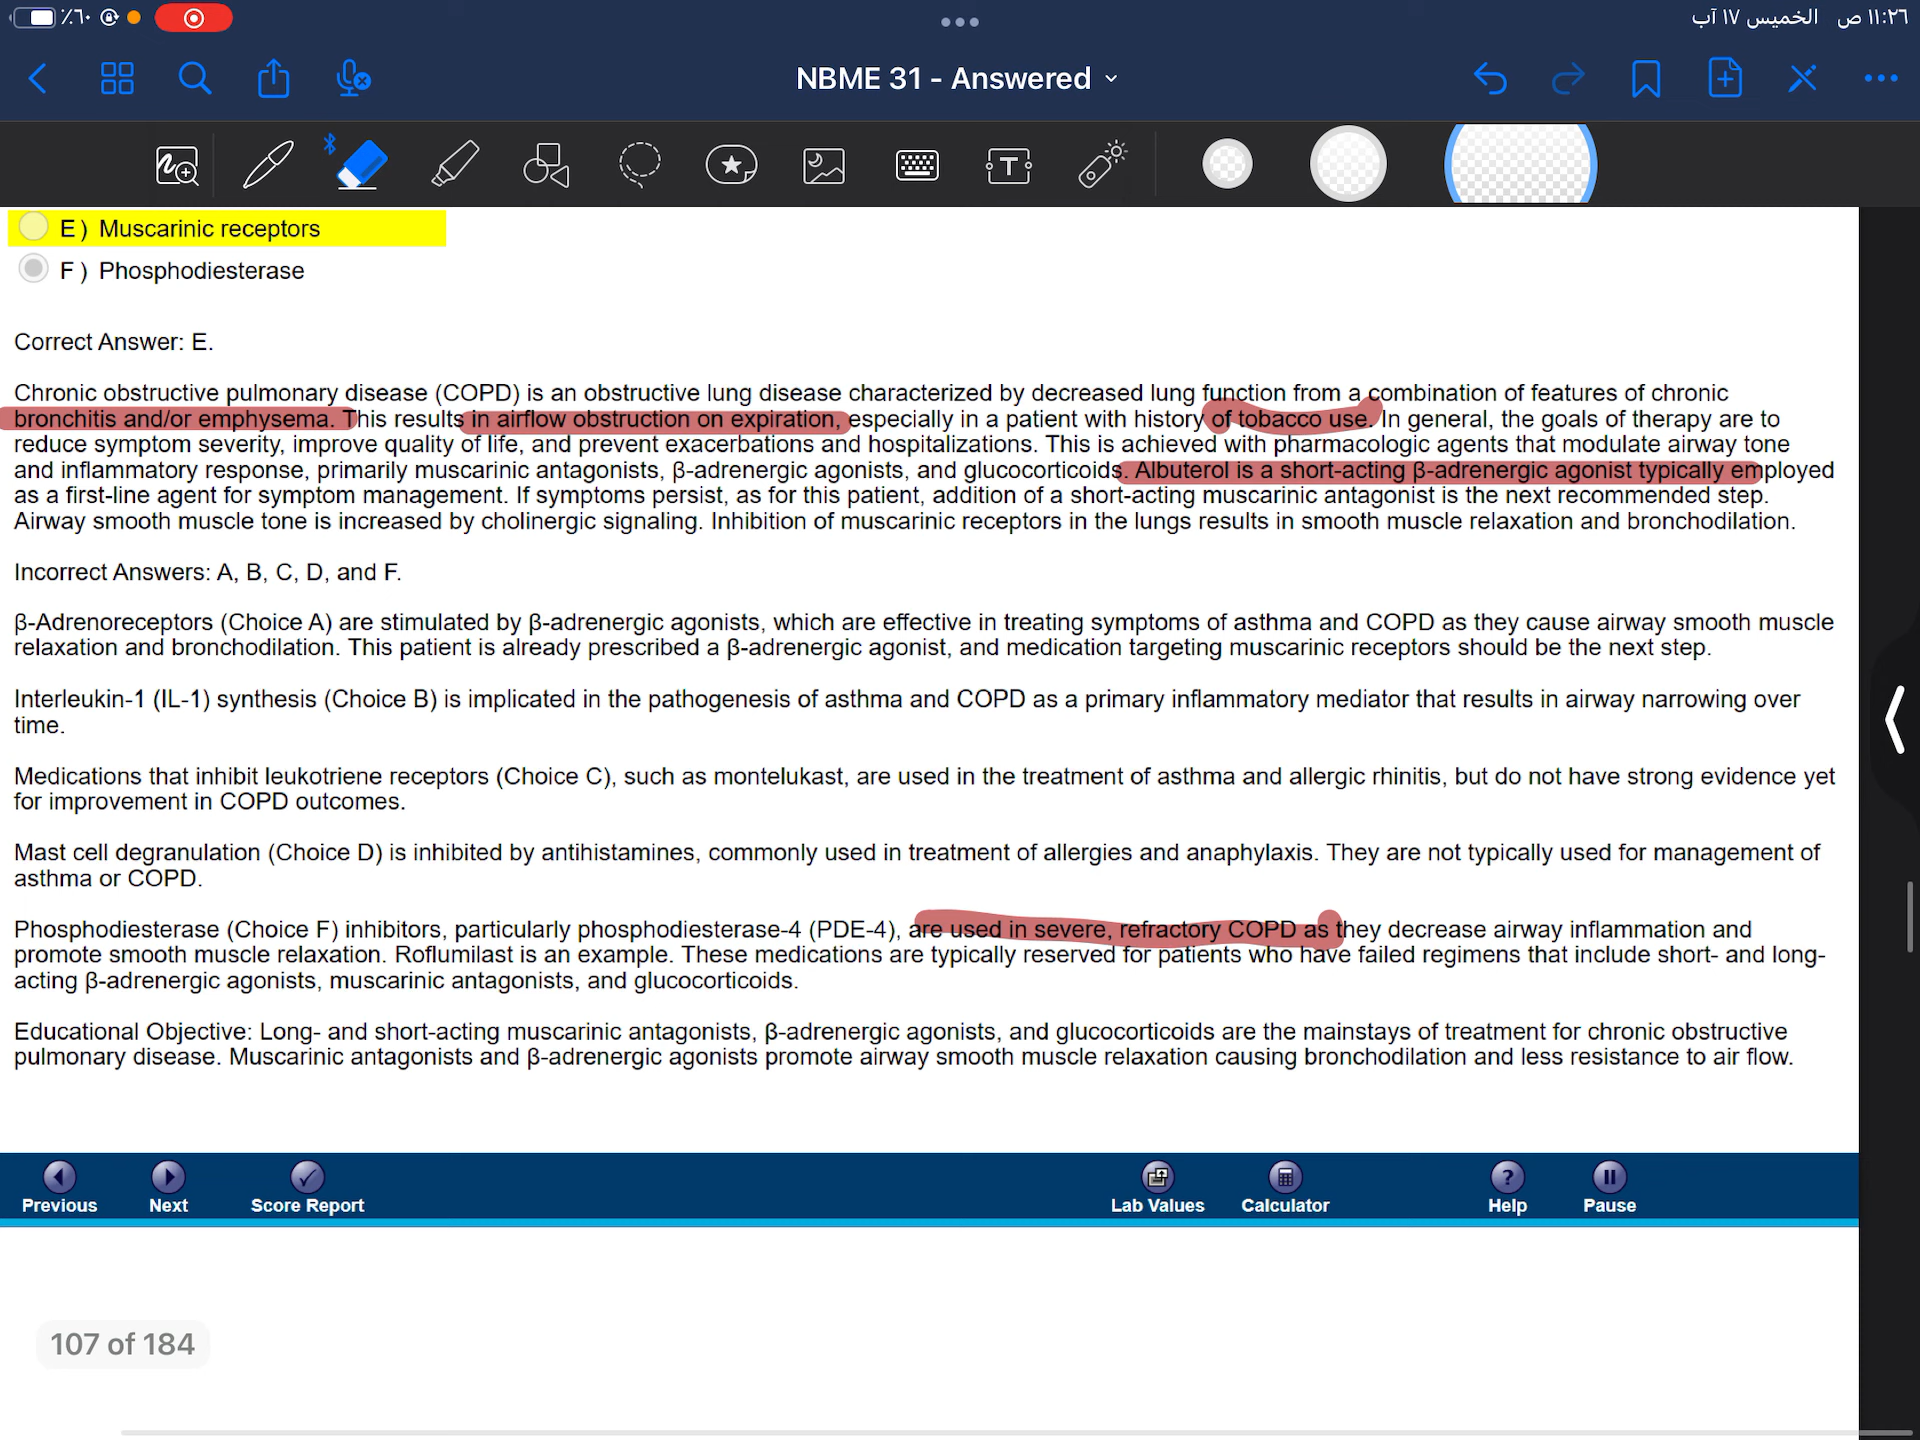 ٪٦٠
١١:٢٦ ص الخميس ١٧ آب
NBME 31 - Answered
T
E ) Muscarinic receptors
F ) Phosphodiesterase
Correct Answer: E.
Chronic obstructive pulmonary disease (COPD) is an obstructive lung disease characterized by decreased lung function from a combination of features of chronic
bronchitis and/or emphysema. This results in airflow obstruction on expiration, especially in a patient with history of tobacco use. In general, the goals of therapy are to
reduce symptom severity, improve quality of life, and prevent exacerbations and hospitalizations. This is achieved with pharmacologic agents that modulate airway tone
and inflammatory response, primarily muscarinic antagonists, β-adrenergic agonists, and glucocorticoids. Albuterol is a short-acting β-adrenergic agonist typically employed
as a first-line agent for symptom management. If symptoms persist, as for this patient, addition of a short-acting muscarinic antagonist is the next recommended step.
Airway smooth muscle tone is increased by cholinergic signaling. Inhibition of muscarinic receptors in the lungs results in smooth muscle relaxation and bronchodilation.
Incorrect Answers: A, B, C, D, and F.
β-Adrenoreceptors (Choice A) are stimulated by β-adrenergic agonists, which are effective in treating symptoms of asthma and COPD as they cause airway smooth muscle
relaxation and bronchodilation. This patient is already prescribed a β-adrenergic agonist, and medication targeting muscarinic receptors should be the next step.
Interleukin-1 (IL-1) synthesis (Choice B) is implicated in the pathogenesis of asthma and COPD as a primary inflammatory mediator that results in airway narrowing over
time.
Medications that inhibit leukotriene receptors (Choice C), such as montelukast, are used in the treatment of asthma and allergic rhinitis, but do not have strong evidence yet
for improvement in COPD outcomes.
Mast cell degranulation (Choice D) is inhibited by antihistamines, commonly used in treatment of allergies and anaphylaxis. They are not typically used for management of
asthma or COPD.
Phosphodiesterase (Choice F) inhibitors, particularly phosphodiesterase-4 (PDE-4), are used in severe, refractory COPD as they decrease airway inflammation and
promote smooth muscle relaxation. Roflumilast is an example. These medications are typically reserved for patients who have failed regimens that include short- and long-
acting β-adrenergic agonists, muscarinic antagonists, and glucocorticoids.
Educational Objective: Long- and short-acting muscarinic antagonists, β-adrenergic agonists, and glucocorticoids are the mainstays of treatment for chronic obstructive
pulmonary disease. Muscarinic antagonists and β-adrenergic agonists promote airway smooth muscle relaxation causing bronchodilation and less resistance to air flow.
Previous Next Score Report Lab Values Calculator Help Pause
107 of 184